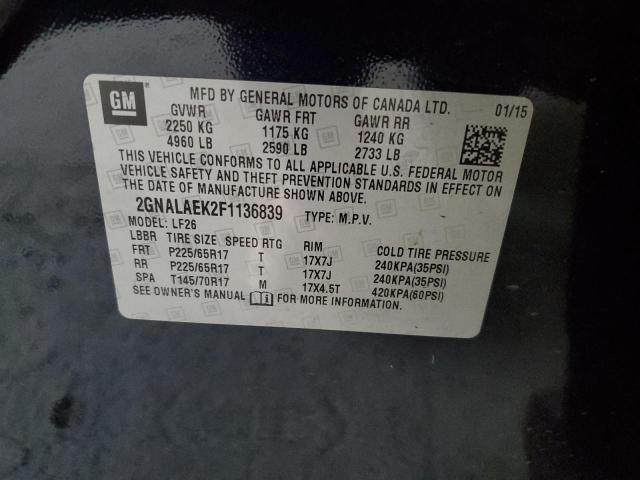 GM
MFD BY GENERAL MOTORS OF CANADA LTD. 01/15
GVWR GAWR FRT GAWR RR
2250 KG 1175 KG 1240 KG
4960 LB 2590 LB 2733 LB
THIS VEHICLE CONFORMS TO ALL APPLICABLE U.S. FEDERAL MOTOR
VEHICLE SAFETY AND THEFT PREVENTION STANDARDS IN EFFECT ON
THE DATE OF MANUFACTURE SHOWN ABOVE.
2GNALAEK2F1136839 TYPE: M.P.V.
MODEL: LF26
LBBR TIRE SIZE SPEED RTG RIM COLD TIRE PRESSURE
FRT P225/65R17 T 17X7J 240KPA(35PSI)
RR P225/65R17 T 17X7J 240KPA(35PSI)
SPA T145/70R17 M 17X4.5T 420KPA(60PSI)
SEE OWNER'S MANUAL FOR MORE INFORMATION.